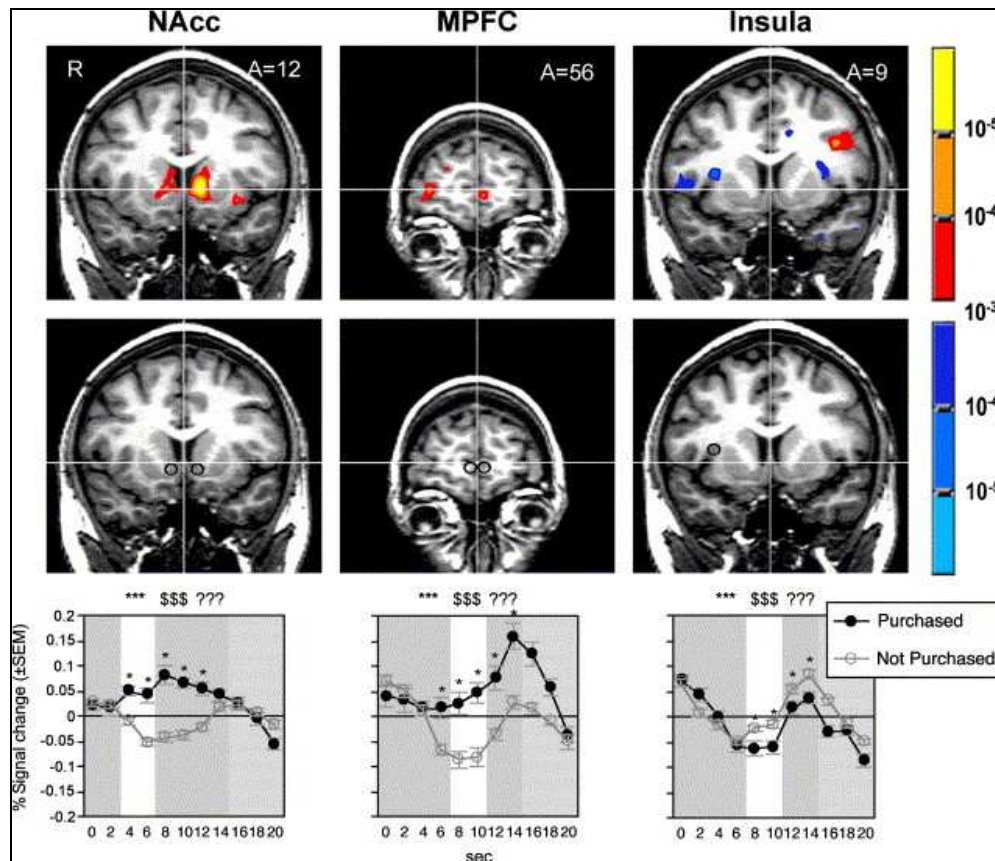 NAcc MPFC Insula
R A=12 A=56 A=9
10-5
10-4
10-3
10-4
10-5
*** $$$ ??? *** $$$ ??? *** $$$ ???
0.2
0.15
0.1
0.05
0
-0.05
-0.1
-0.15
-0.2
% Signal change (±SEM)
* * * * *
* * * * *
* * * *
Purchased
Not Purchased
0 2 4 6 8 10 12 14 16 18 20 0 2 4 6 8 10 12 14 16 18 20 0 2 4 6 8 10 12 14 16 18 20
sec